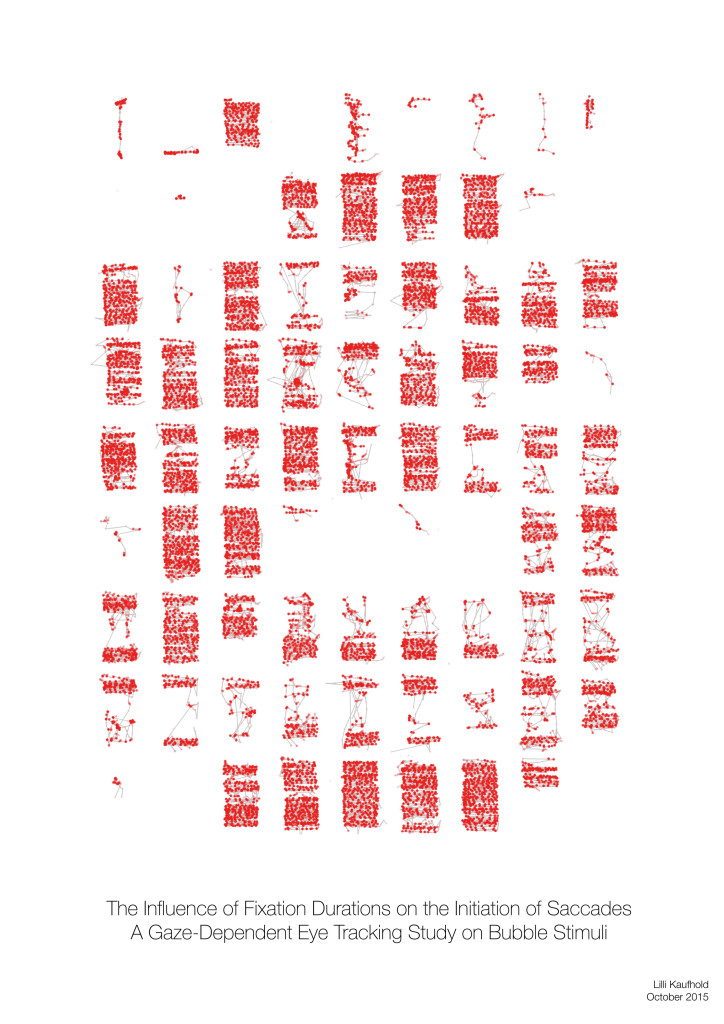 The Influence of Fixation Durations on the Initiation of Saccades
A Gaze-Dependent Eye Tracking Study on Bubble Stimuli
Lilli Kaufhold
October 2015